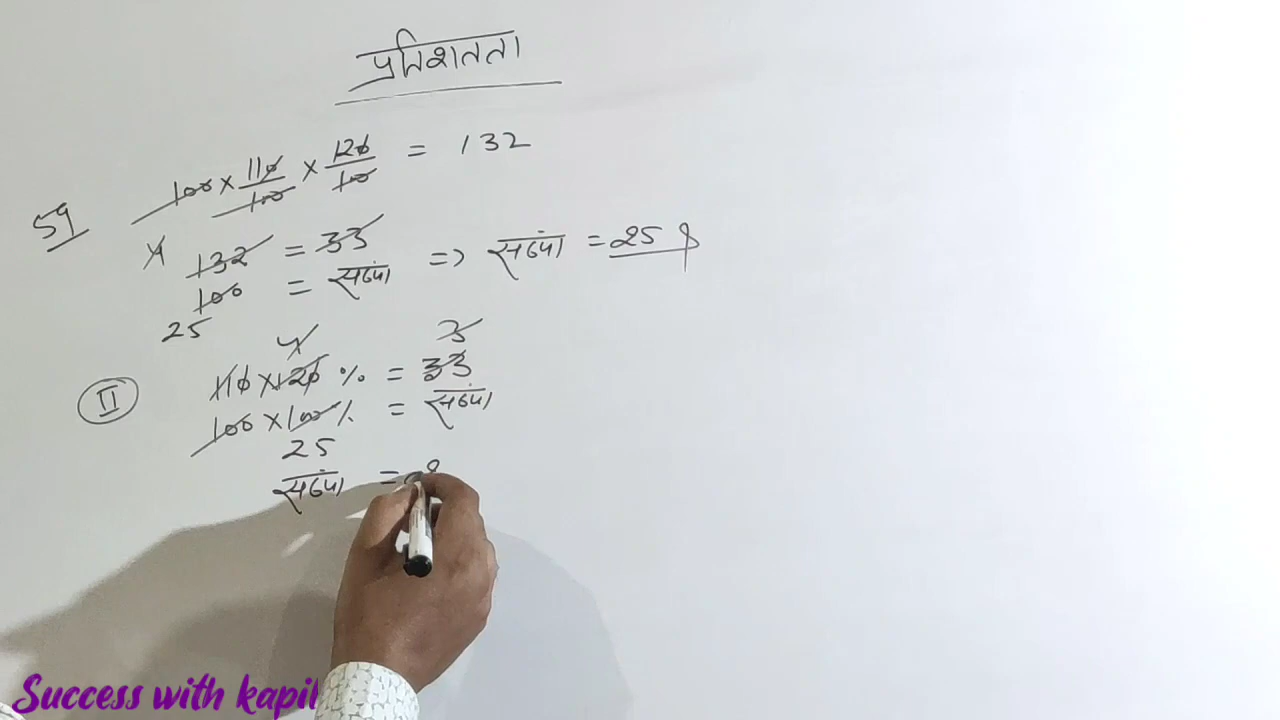 प्रतिशतता
59 100 × 110/100 × 120/100 = 132
4 132 = 33
100 = संख्या => संख्या = 25
25
4 3
II 110 × 120 % = 33
100 × 100 % = संख्या
25
संख्या =
Success with kapil